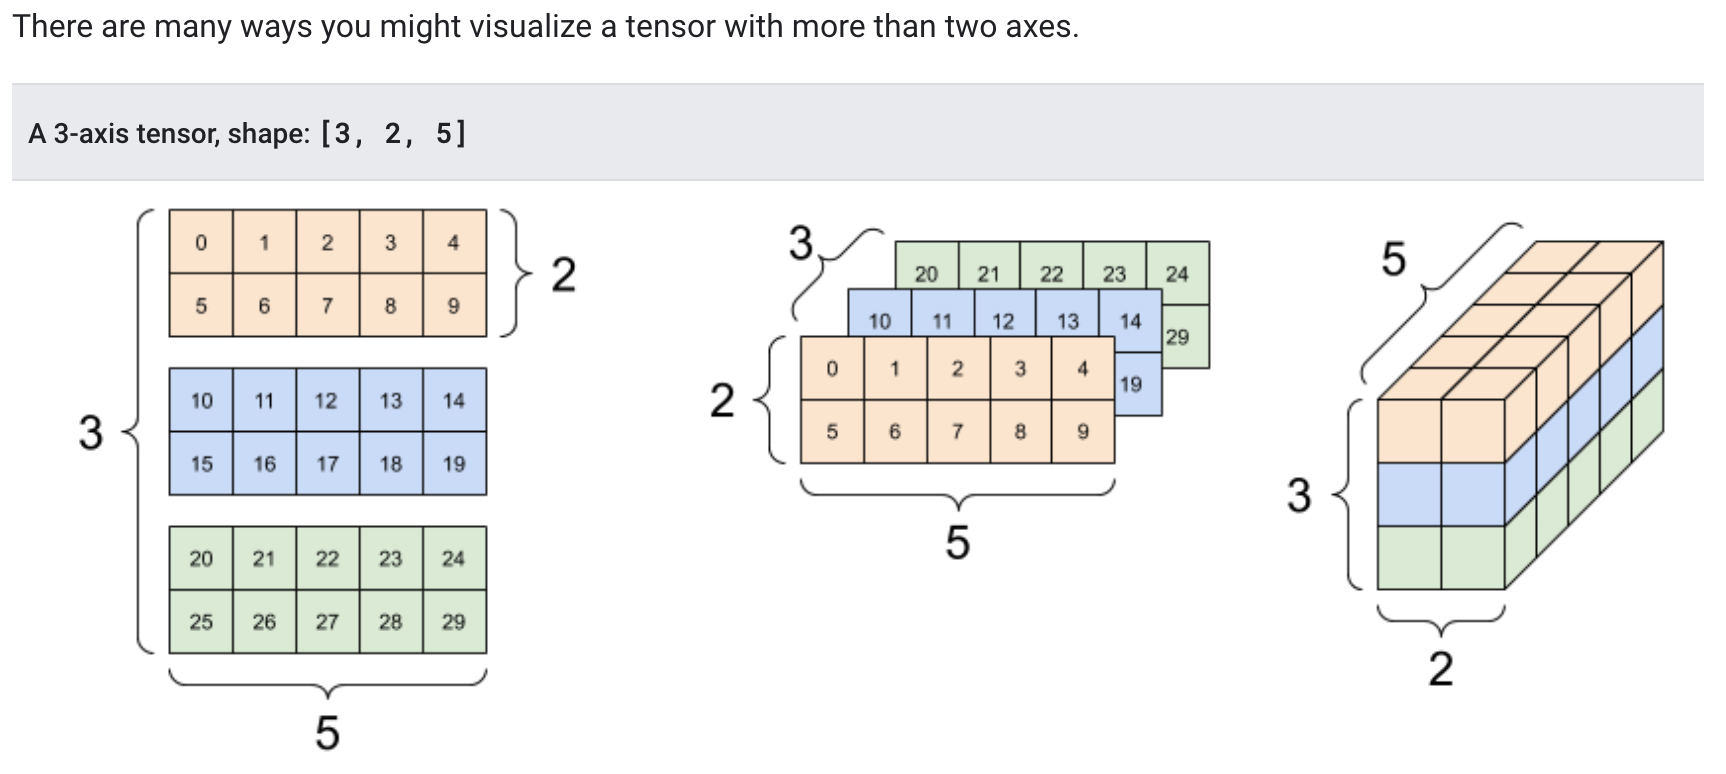 There are many ways you might visualize a tensor with more than two axes.
A 3-axis tensor, shape: [3, 2, 5]
0 1 2 3 4
5 6 7 8 9
2
10 11 12 13 14
15 16 17 18 19
3
20 21 22 23 24
25 26 27 28 29
5
3
20 21 22 23 24
10 11 12 13 14
29
0 1 2 3 4
19
2
5 6 7 8 9
5
5
3
2